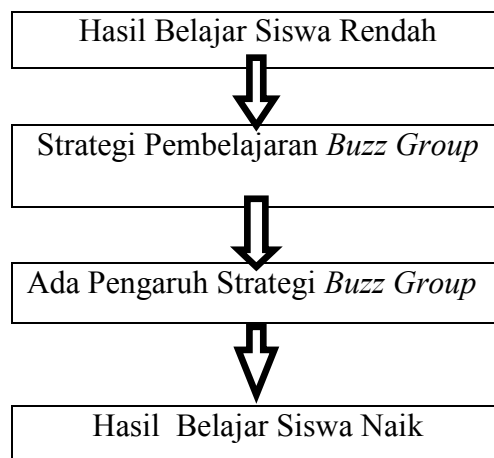 Hasil Belajar Siswa Rendah
Strategi Pembelajaran Buzz Group
Ada Pengaruh Strategi Buzz Group
Hasil Belajar Siswa Naik